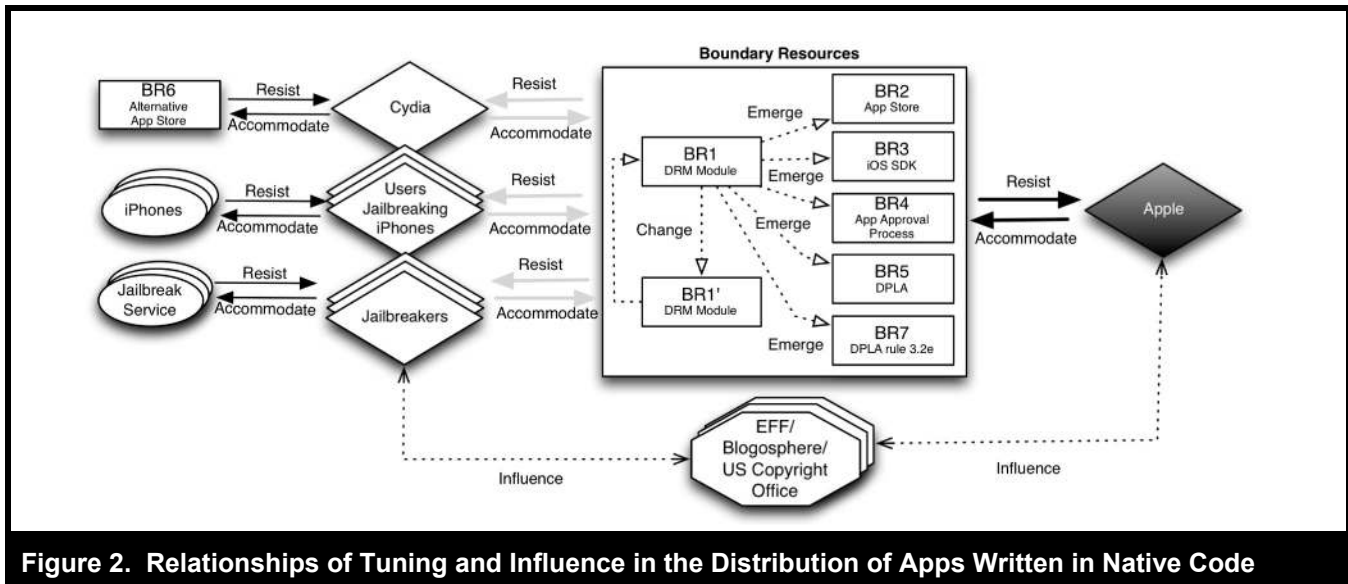 Boundary Resources
BR6
Alternative
App Store
Resist
Accommodate
Cydia
Resist
Accommodate
iPhones
Resist
Accommodate
Users
Jailbreaking
iPhones
Resist
Accommodate
Jailbreak
Service
Resist
Accommodate
Jailbreakers
Resist
Accommodate
BR1
DRM Module
Change
BR1'
DRM Module
Emerge
Emerge
Emerge
Emerge
BR2
App Store
BR3
iOS SDK
BR4
App Approval
Process
BR5
DPLA
BR7
DPLA rule 3.2e
Resist
Accommodate
Apple
Influence
EFF/
Blogosphere/
US Copyright
Office
Influence
Figure 2. Relationships of Tuning and Influence in the Distribution of Apps Written in Native Code